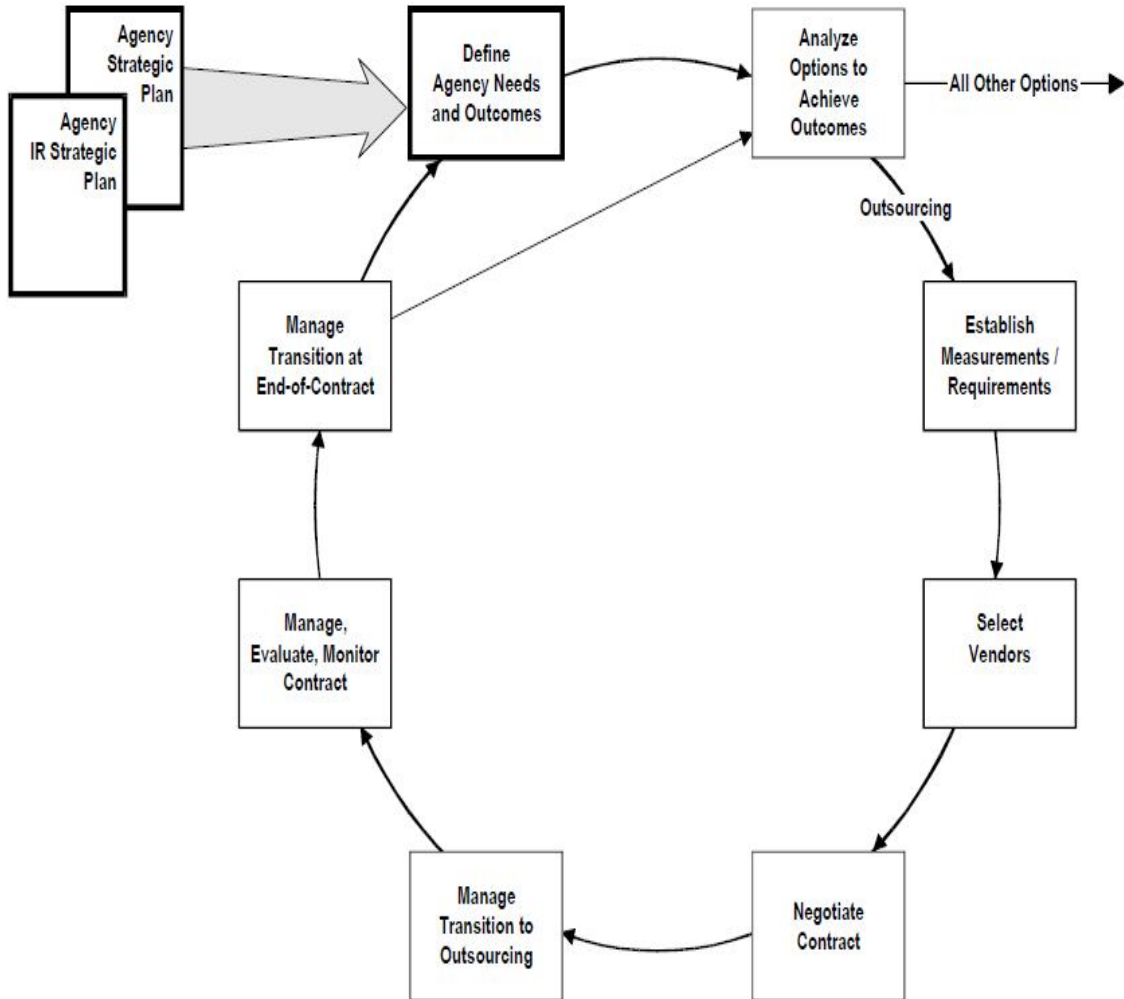 Agency
Strategic
Plan
Agency
IR Strategic
Plan
Define
Agency Needs
and Outcomes
Analyze
Options to
Achieve
Outcomes
All Other Options
Outsourcing
Establish
Measurements /
Requirements
Select
Vendors
Negotiate
Contract
Manage
Transition to
Outsourcing
Manage,
Evaluate, Monitor
Contract
Manage
Transition at
End-of-Contract